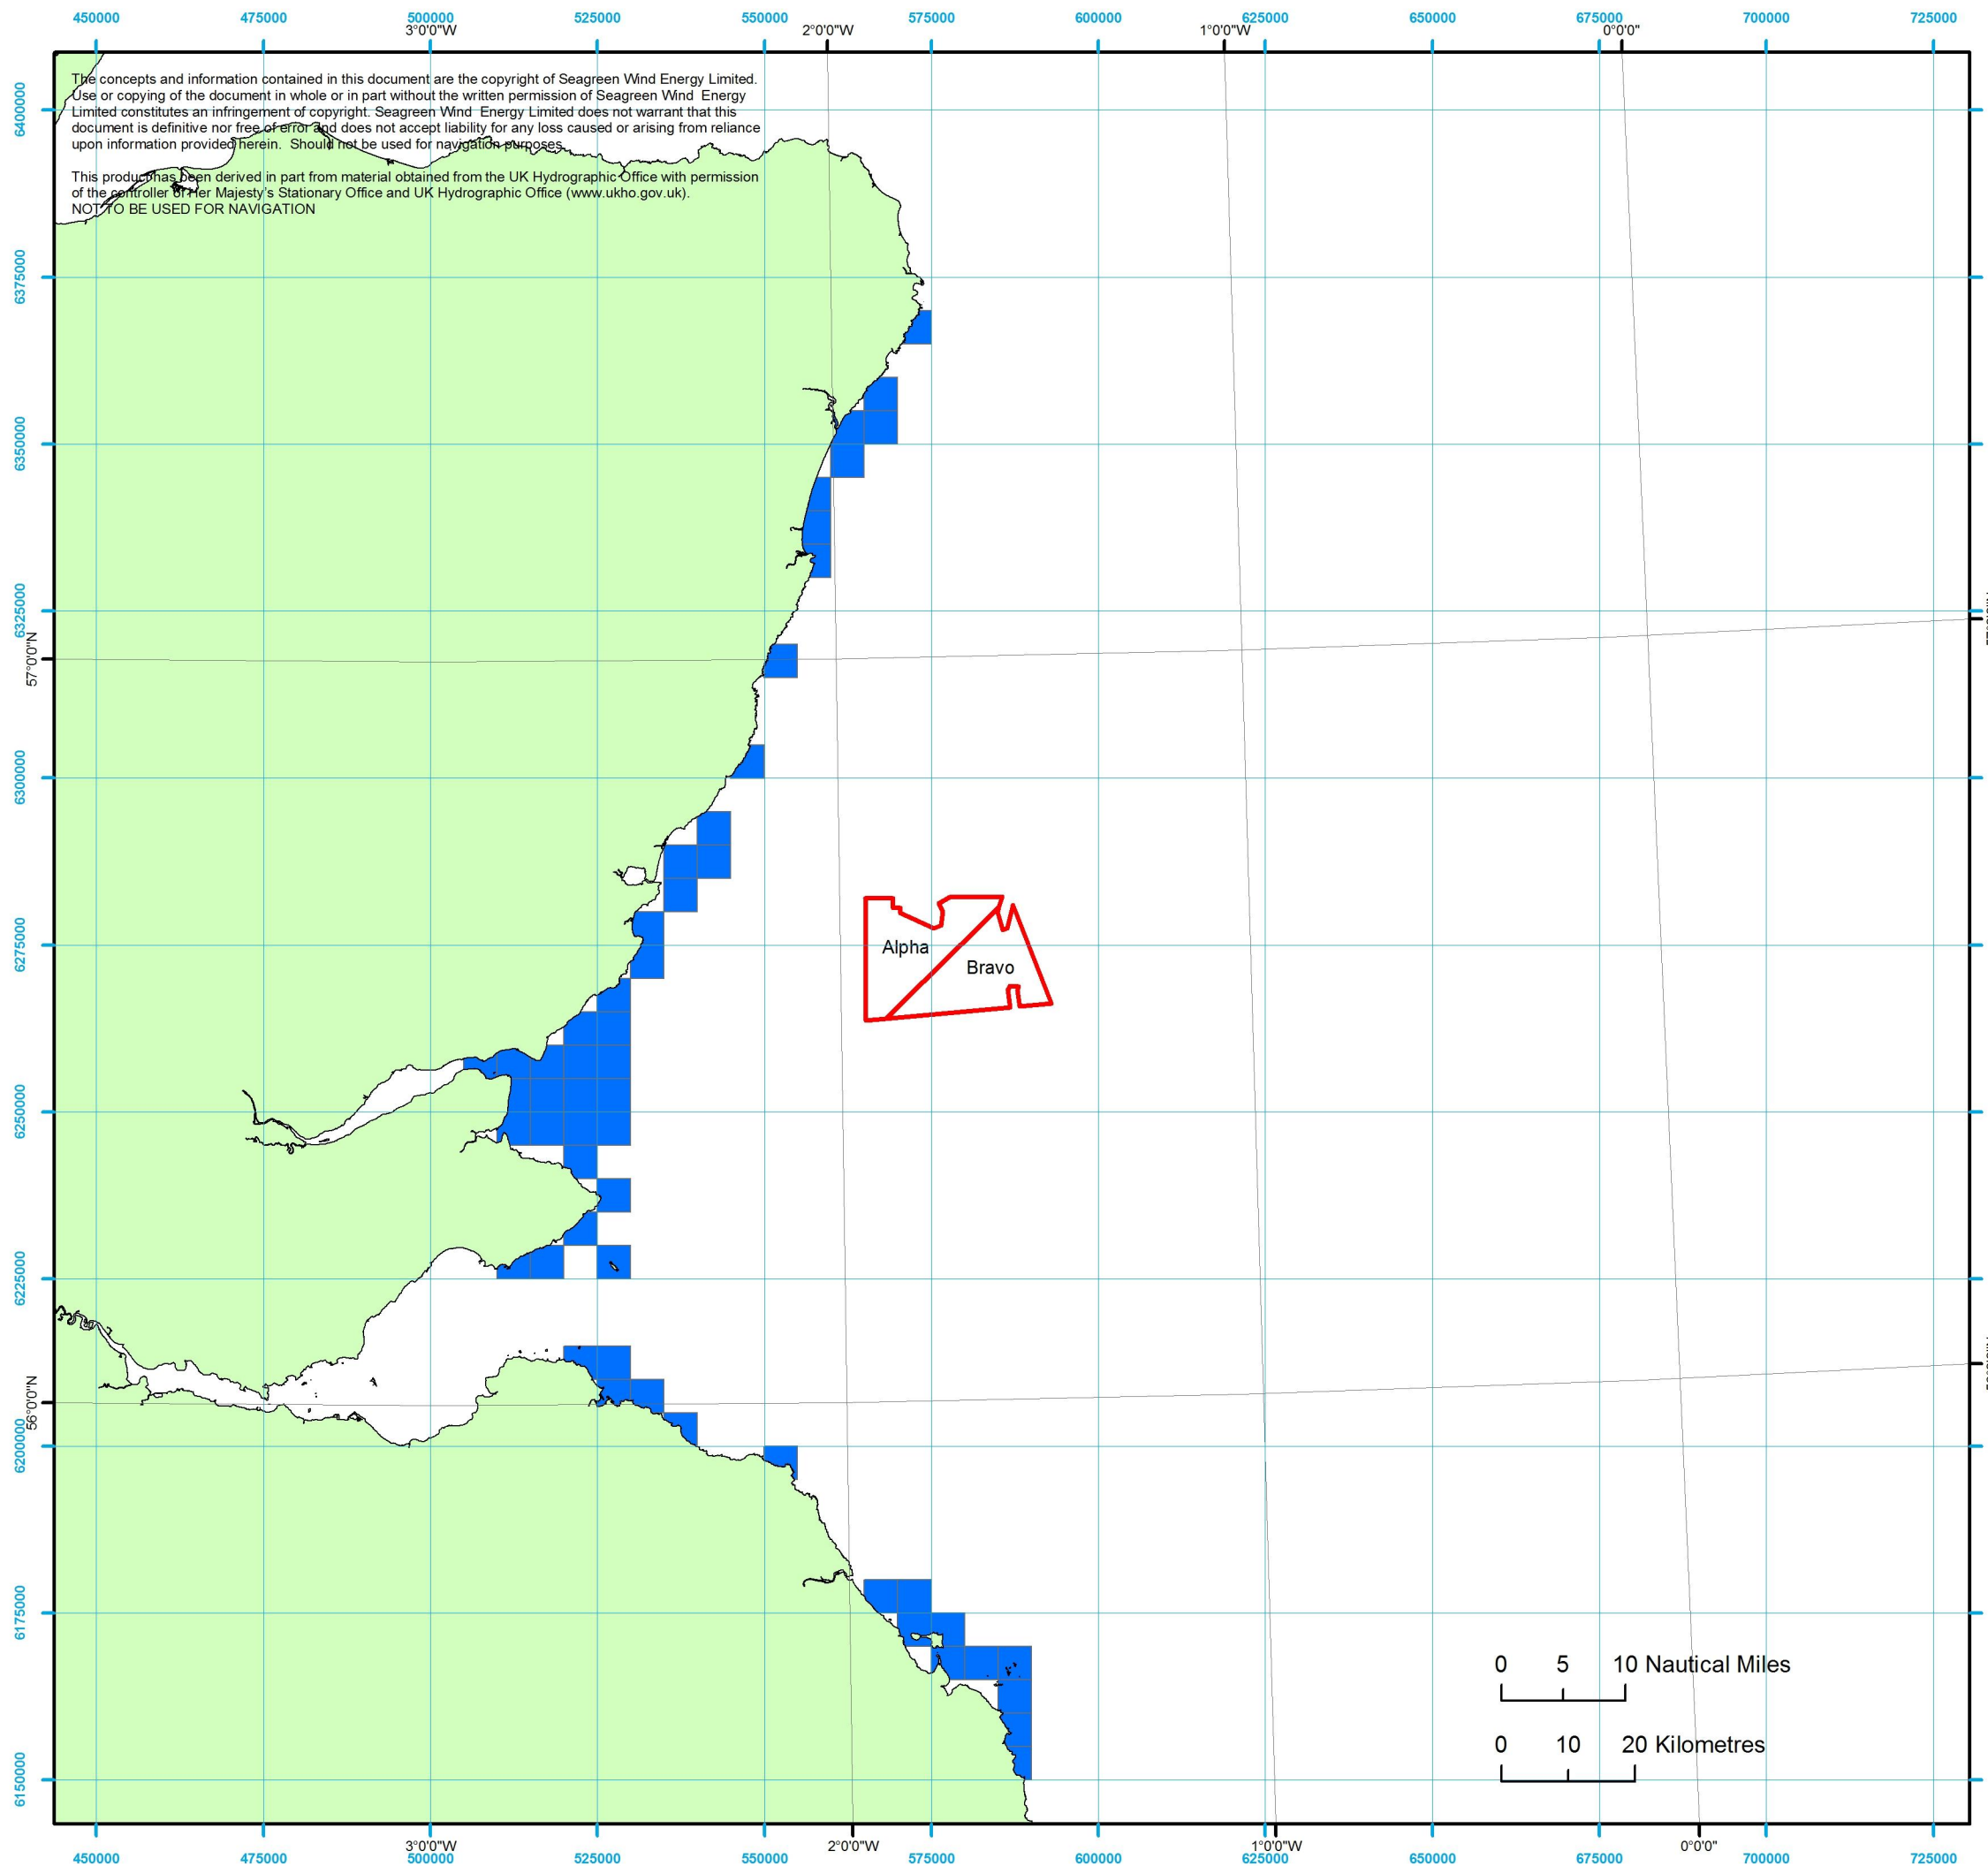 450000 475000 500000 525000 550000 575000 600000 625000 650000 675000 700000 725000
3°0'0"W 2°0'0"W 1°0'0"W 0°0'0"
The concepts and information contained in this document are the copyright of Seagreen Wind Energy Limited.
Use or copying of the document in whole or in part without the written permission of Seagreen Wind Energy
Limited constitutes an infringement of copyright. Seagreen Wind Energy Limited does not warrant that this
document is definitive nor free of error and does not accept liability for any loss caused or arising from reliance
upon information provided herein. Should not be used for navigation purposes.
This product has been derived in part from material obtained from the UK Hydrographic Office with permission
of the controller of Her Majesty's Stationary Office and UK Hydrographic Office (www.ukho.gov.uk).
NOT TO BE USED FOR NAVIGATION
6400000
6375000
6350000
6325000
57°0'0"N
6300000
6275000
6250000
6225000
56°0'0"N
6200000
6175000
6150000
Alpha
Bravo
0 5 10 Nautical Miles
0 10 20 Kilometres
3°0'0"W 2°0'0"W 1°0'0"W 0°0'0"
450000 475000 500000 525000 550000 575000 600000 625000 650000 675000 700000 725000